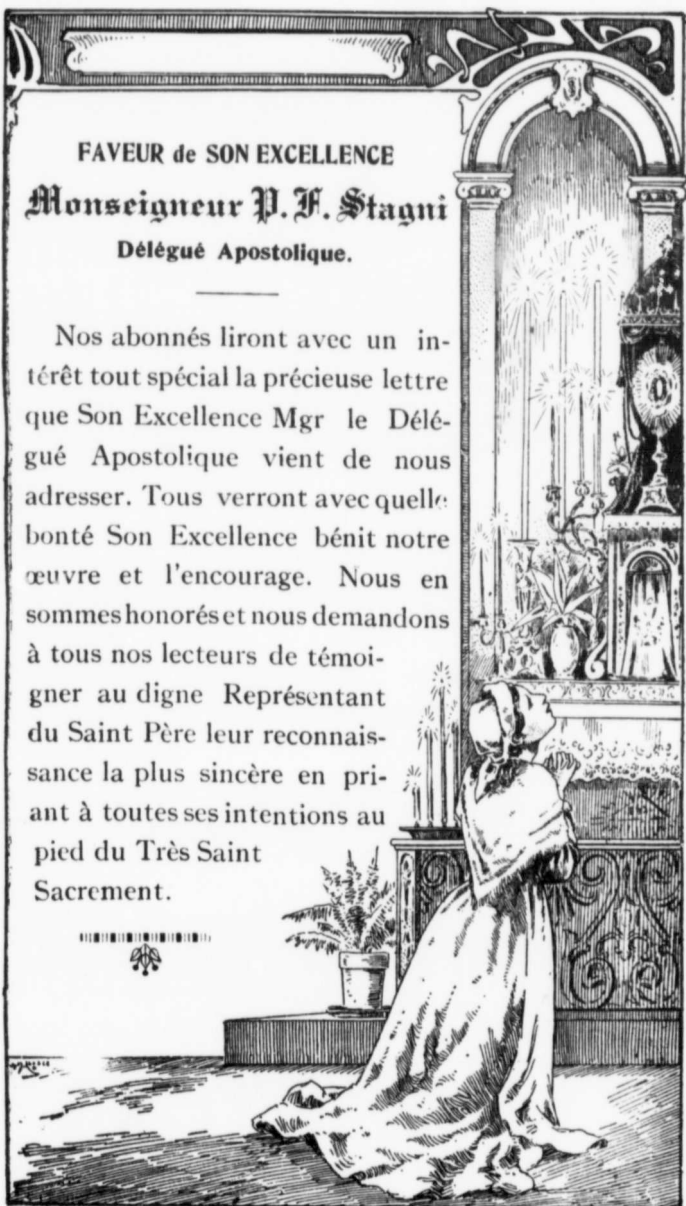 FAVEUR de SON EXCELLENCE
Monseigneur P. F. Stagni
Délégué Apostolique.
Nos abonnés liront avec un in-
térêt tout spécial la précieuse lettre
que Son Excellence Mgr le Délé-
gué Apostolique vient de nous
adresser. Tous verront avec quelle
bonté Son Excellence bénit notre
œuvre et l'encourage. Nous en
sommes honorés et nous demandons
à tous nos lecteurs de témoi-
gner au digne Représentant
du Saint Père leur reconnais-
sance la plus sincère en pri-
ant à toutes ses intentions au
pied du Très Saint
Sacrement.